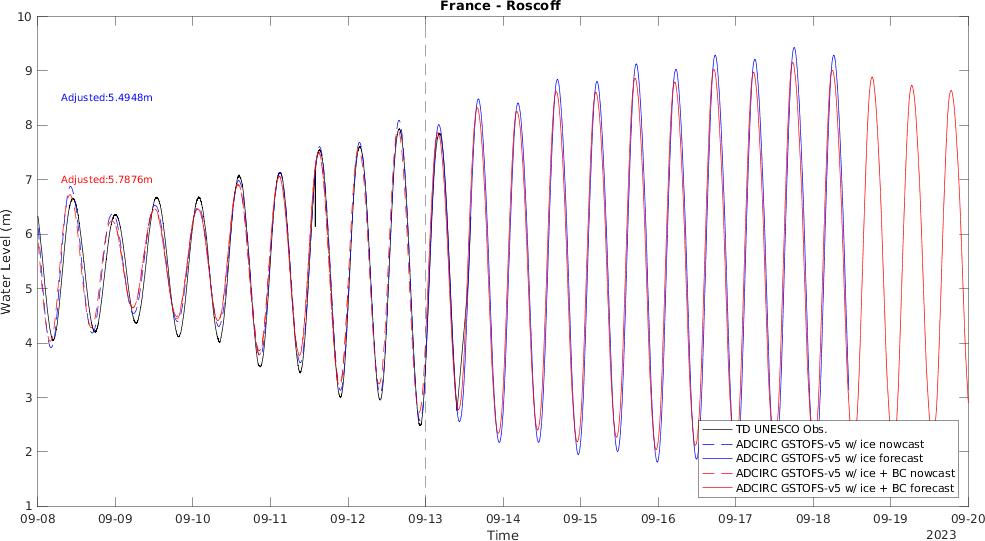 France - Roscoff
10
9
8
7
6
5
4
3
2
1
Water Level (m)
Adjusted:5.4948m
Adjusted:5.7876m
TD UNESCO Obs.
ADCIRC GSTOFS-v5 w/ ice nowcast
ADCIRC GSTOFS-v5 w/ ice forecast
ADCIRC GSTOFS-v5 w/ ice + BC nowcast
ADCIRC GSTOFS-v5 w/ ice + BC forecast
09-08 09-09 09-10 09-11 09-12 09-13 09-14 09-15 09-16 09-17 09-18 09-19 09-20
Time
2023